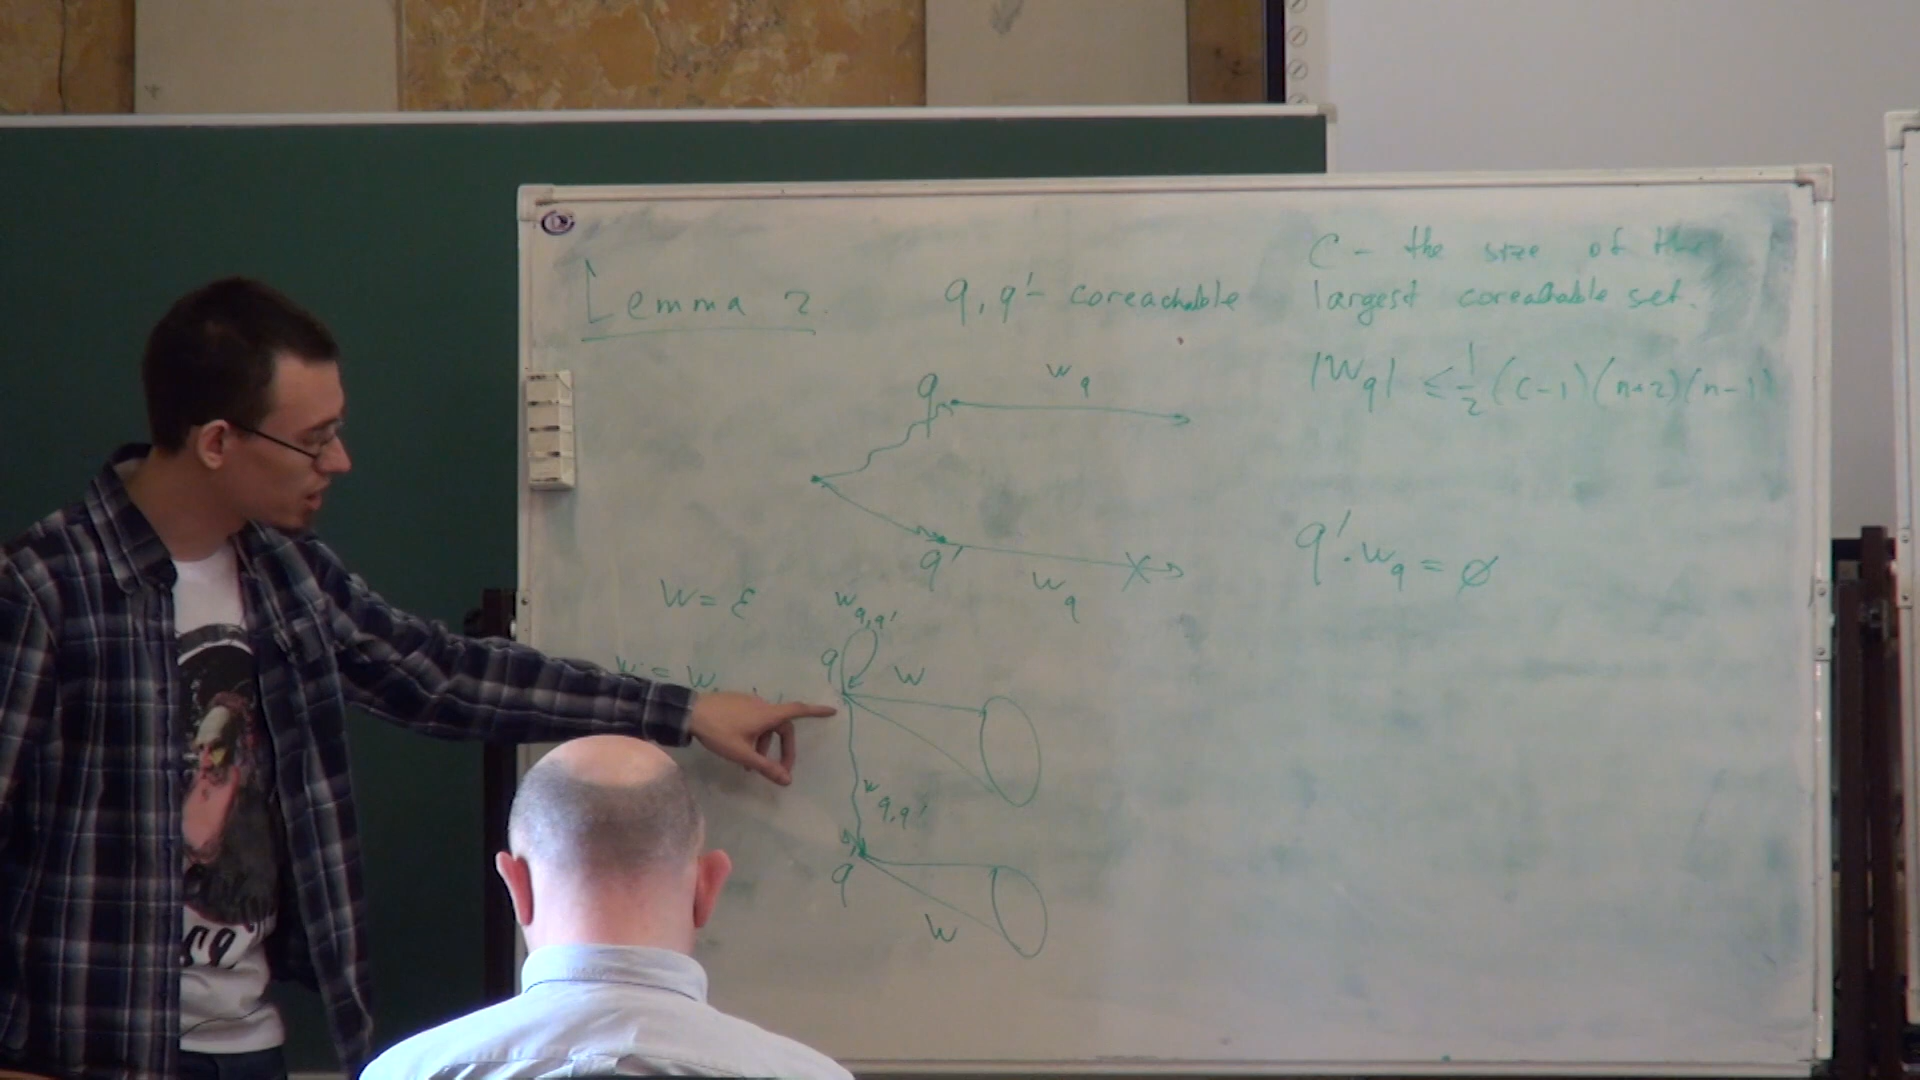 Lemma 2.
q, q' - coreachable
C - the size of the
largest coreachable set.
|W_q| ≤ 1/2 (c-1)(n+2)(n-1)
q
w_q
q'
w_q
q'. w_q = ∅
W = ε
w_{q,q'}
q
W
w_{q,q'}
q'
W